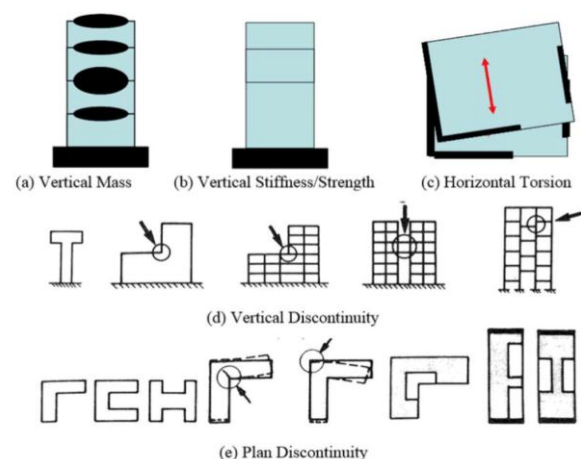 (a) Vertical Mass
(b) Vertical Stiffness/Strength
(c) Horizontal Torsion
(d) Vertical Discontinuity
(e) Plan Discontinuity